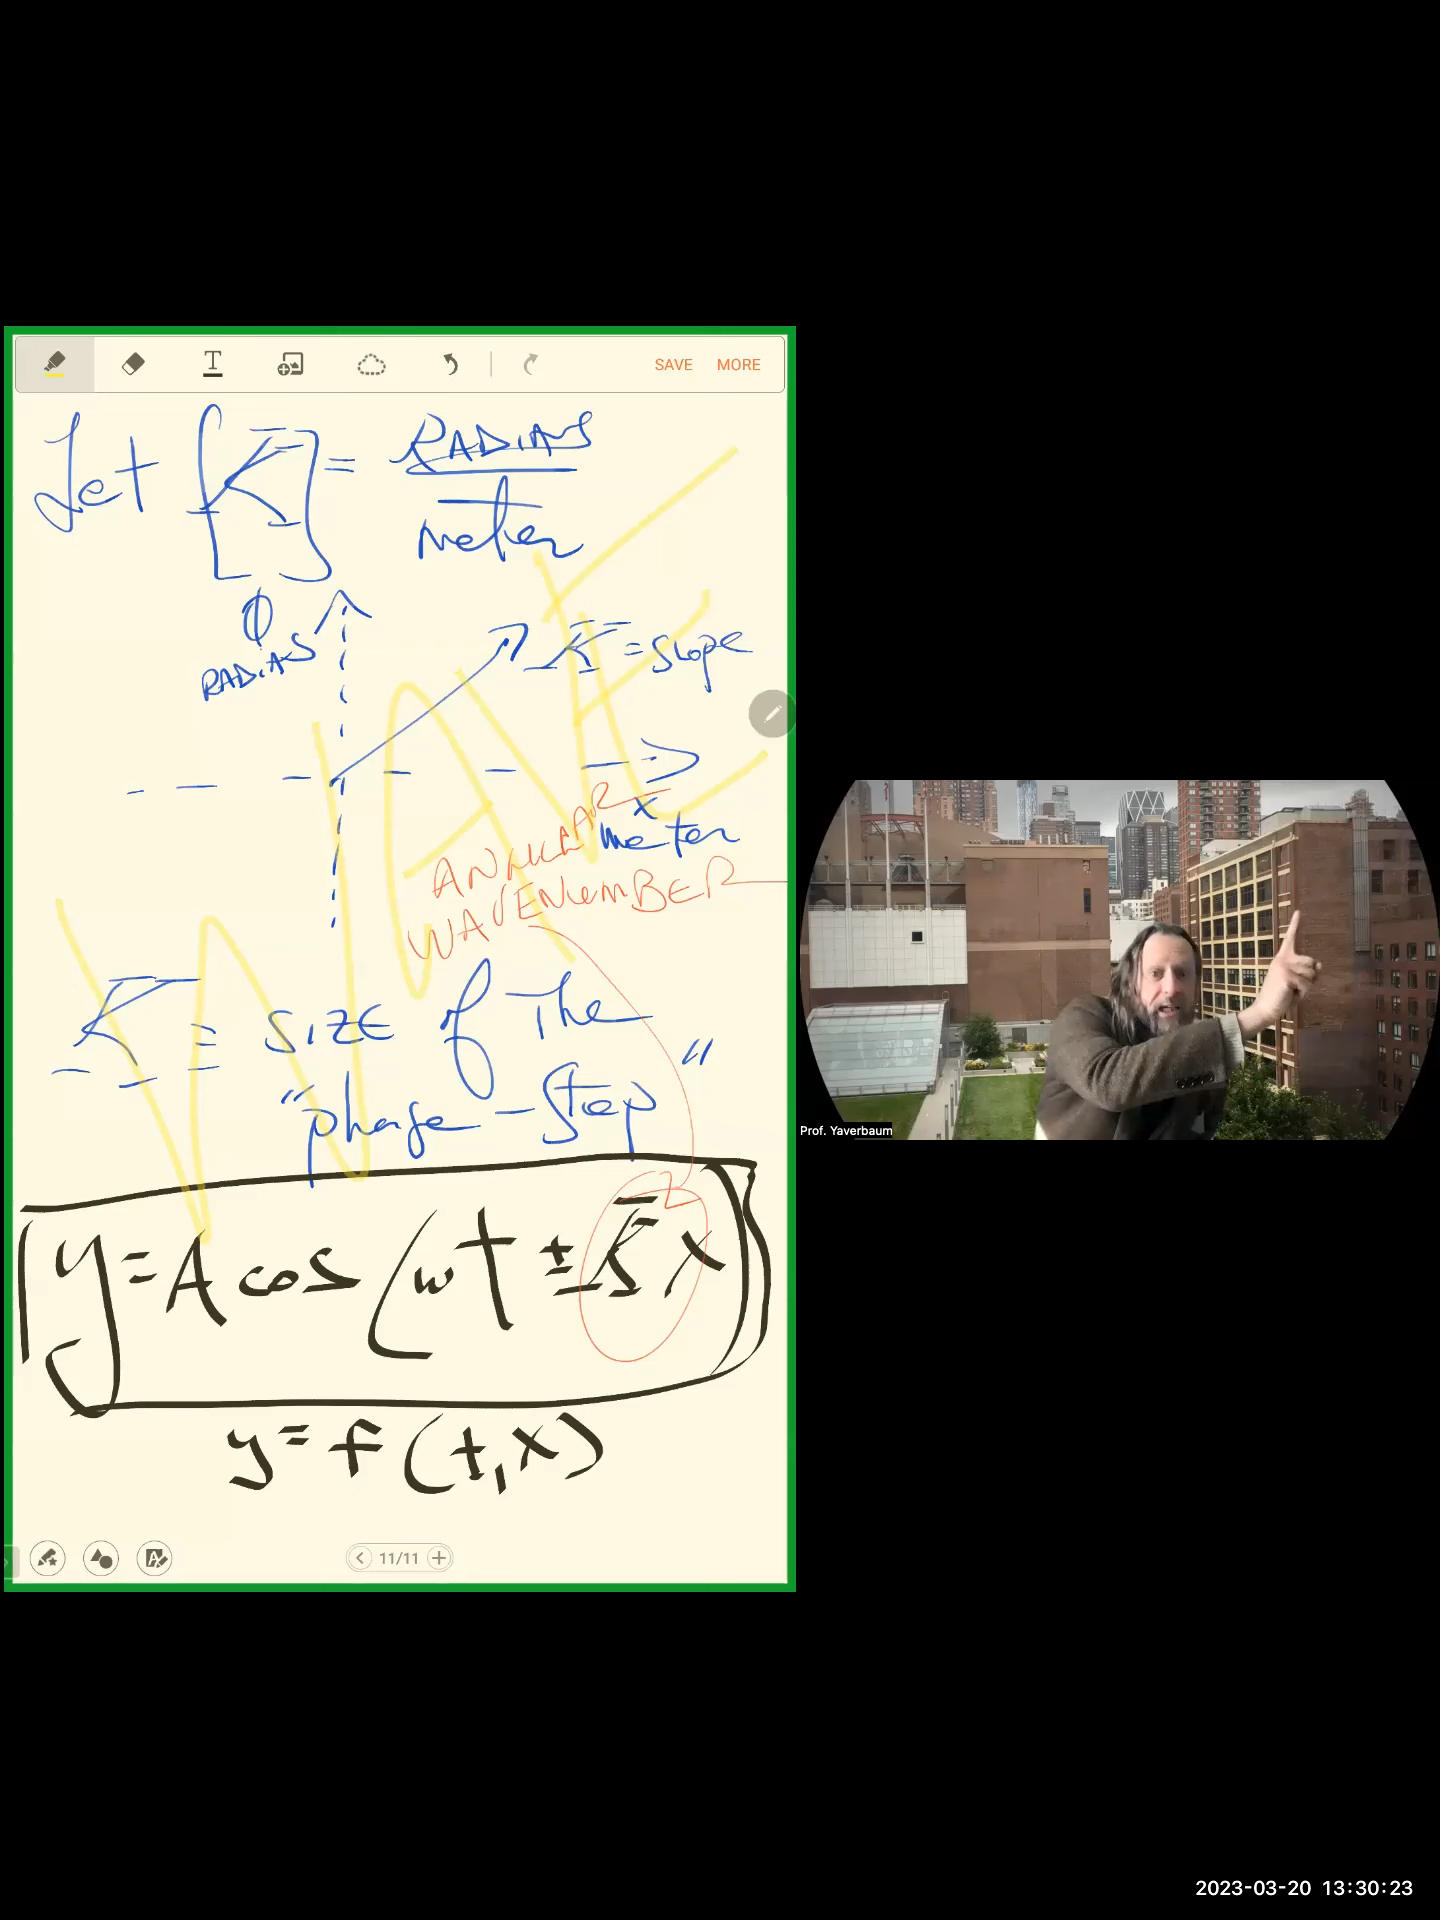 T
SAVE MORE
Let [K] = RADIANS
meter
ϕ
RADIANS
K = slope
x
meter
ANGULAR
WAVENUMBER
K ≡ SIZE of The
"phase-Step"
y = A cos (ωt ± Kx)
y = f(t,x)
WAVE
11/11
Prof. Yaverbaum
2023-03-20 13:30:23